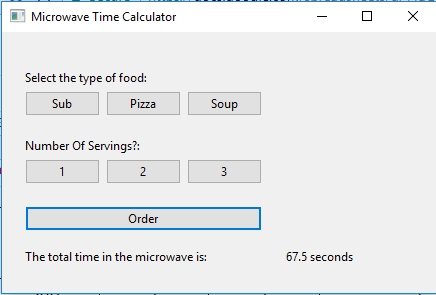 Microwave Time Calculator
Select the type of food:
Sub Pizza Soup
Number Of Servings?:
1 2 3
Order
The total time in the microwave is: 67.5 seconds